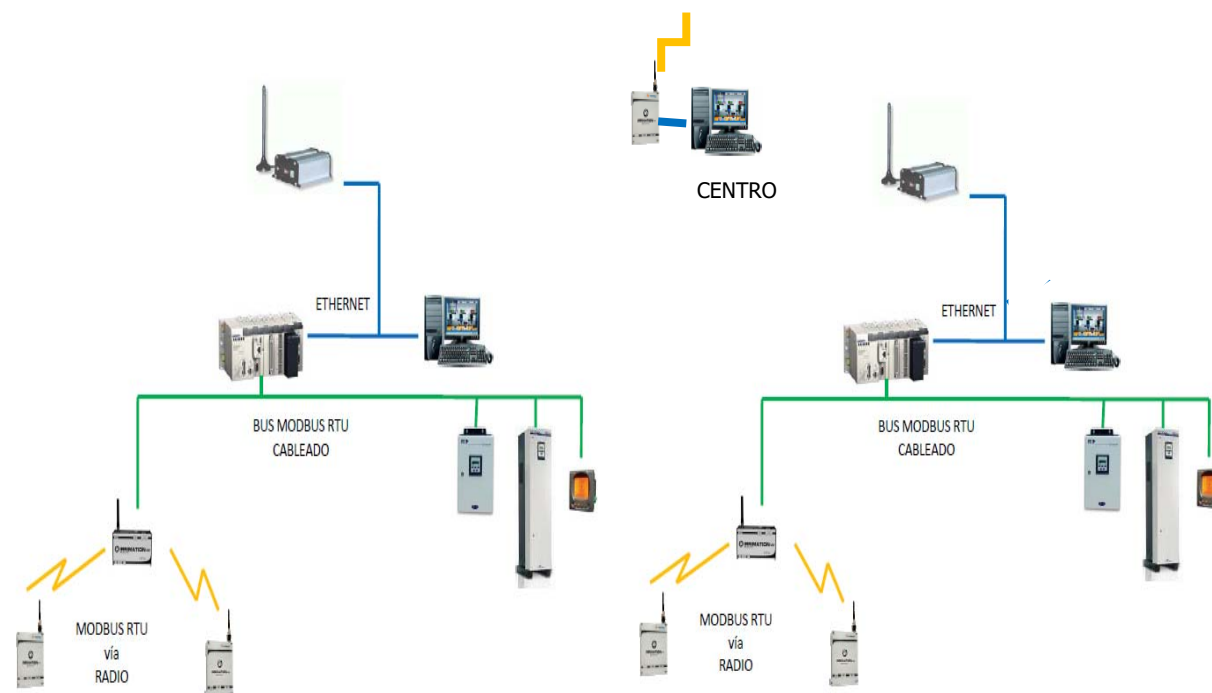 CENTRO
ETHERNET
BUS MODBUS RTU
CABLEADO
MODBUS RTU
vía
RADIO
ETHERNET
BUS MODBUS RTU
CABLEADO
MODBUS RTU
vía
RADIO